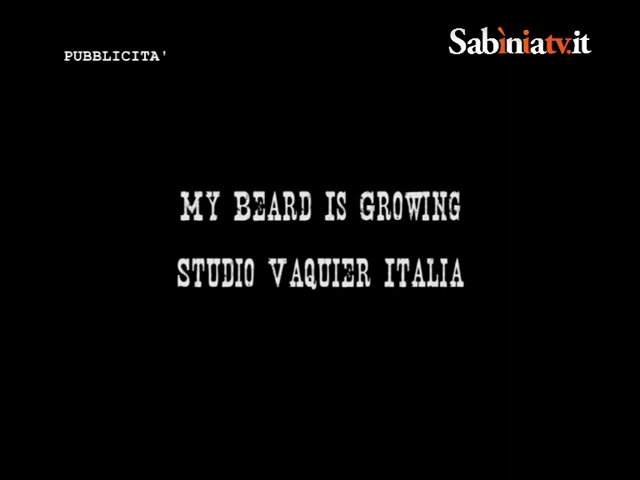 Sabìniatv.it
PUBBLICITA'
MY BEARD IS GROWING
STUDIO VAQUIER ITALIA